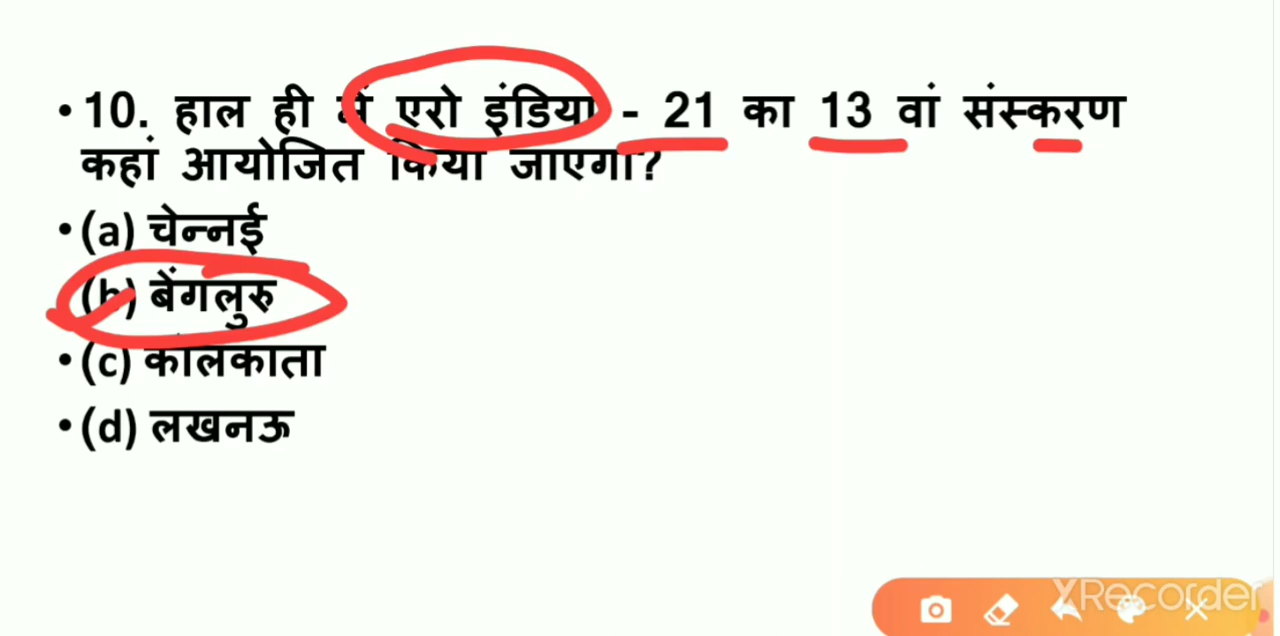 • 10. हाल ही में एरो इंडिया - 21 का 13 वां संस्करण
कहां आयोजित किया जाएगा?
• (a) चेन्नई
(b) बेंगलुरु
• (c) कोलकाता
• (d) लखनऊ
XRecorder